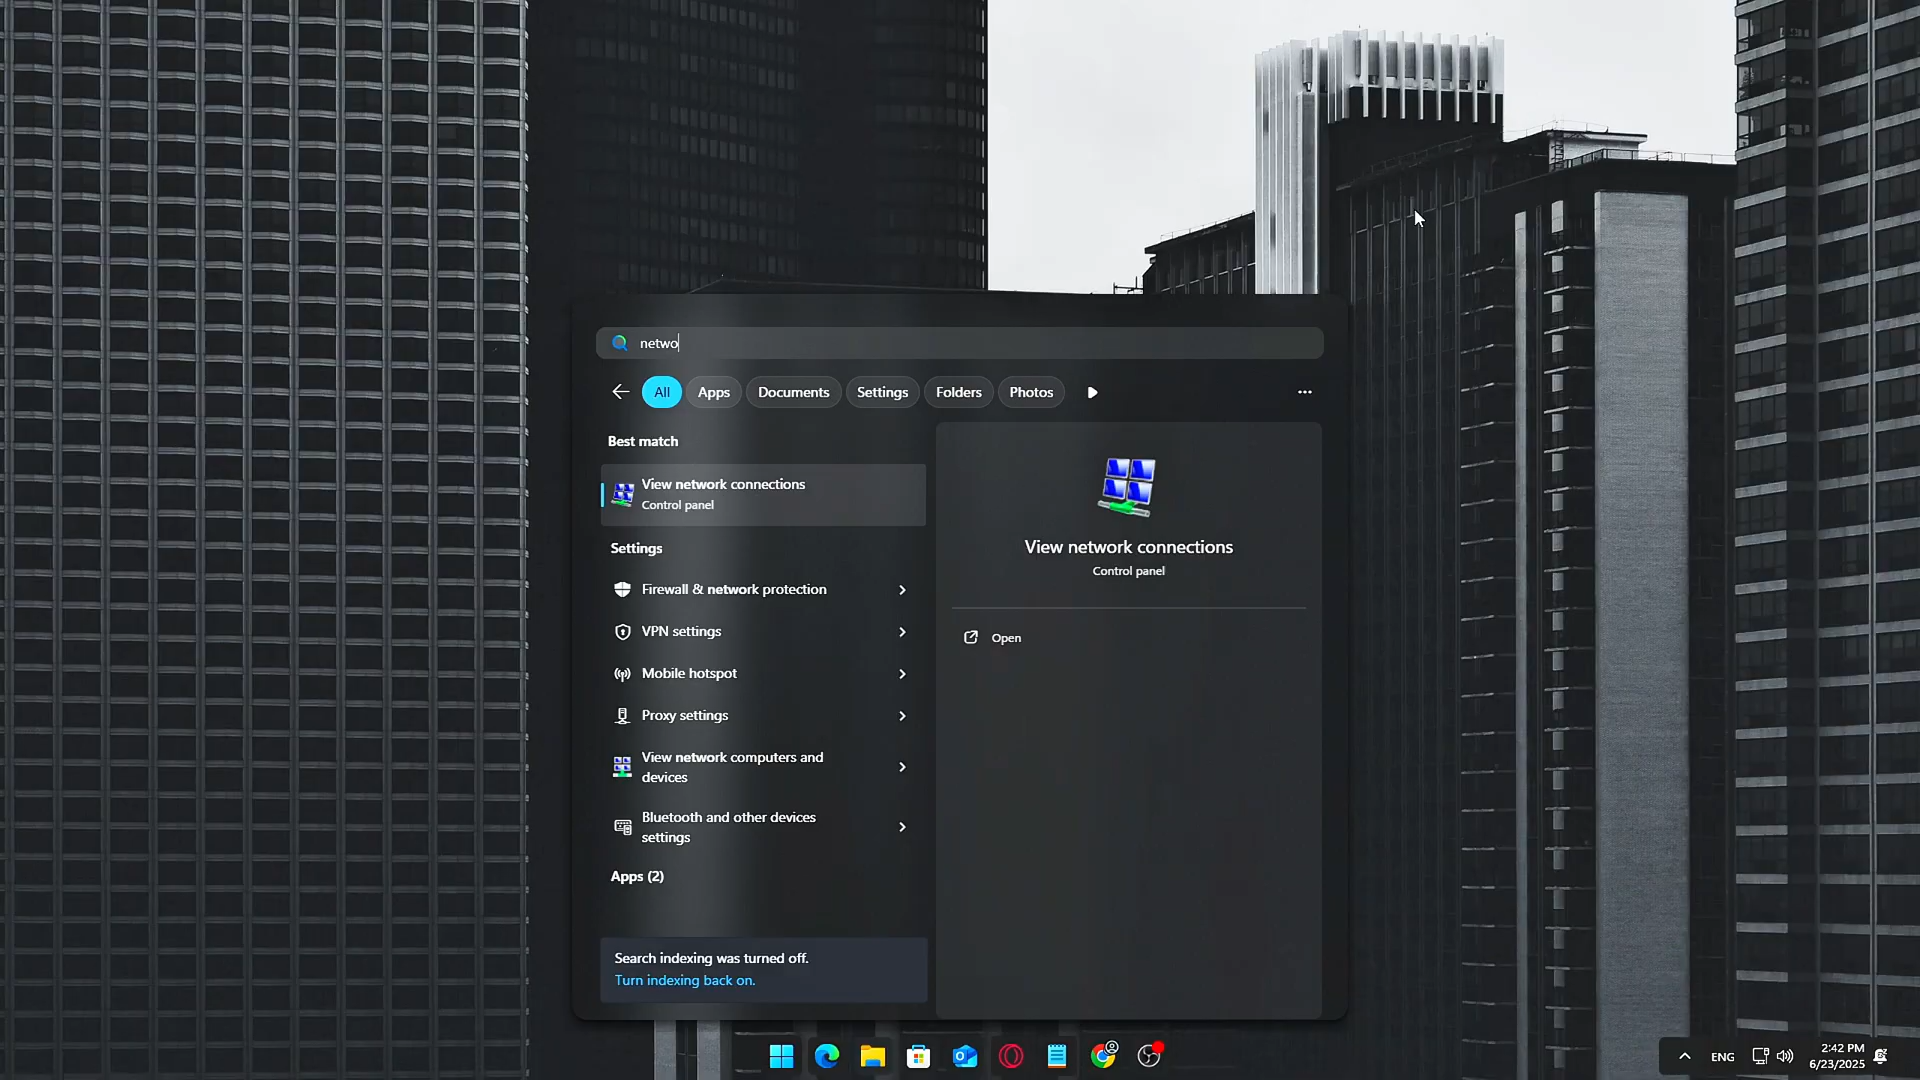 netwo
All
Apps
Documents
Settings
Folders
Photos
Best match
View network connections
Control panel
Settings
Firewall & network protection
VPN settings
Mobile hotspot
Proxy settings
View network computers and
devices
Bluetooth and other devices
settings
Apps (2)
Search indexing was turned off.
Turn indexing back on.
View network connections
Control panel
Open
ENG
2:42 PM
6/23/2025